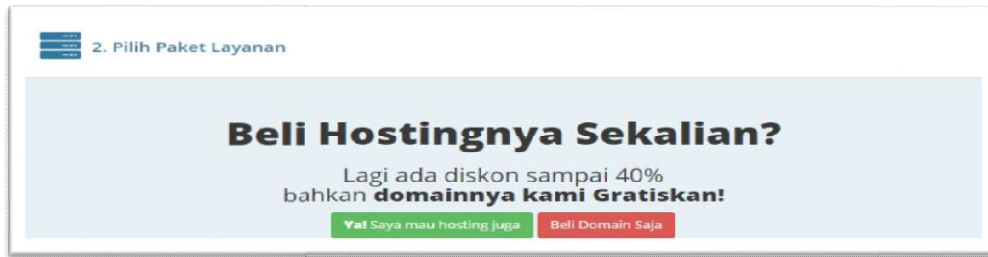 2. Pilih Paket Layanan
Beli Hostingnya Sekalian?
Lagi ada diskon sampai 40%
bahkan domainnya kami Gratiskan!
Ya! Saya mau hosting juga
Beli Domain Saja